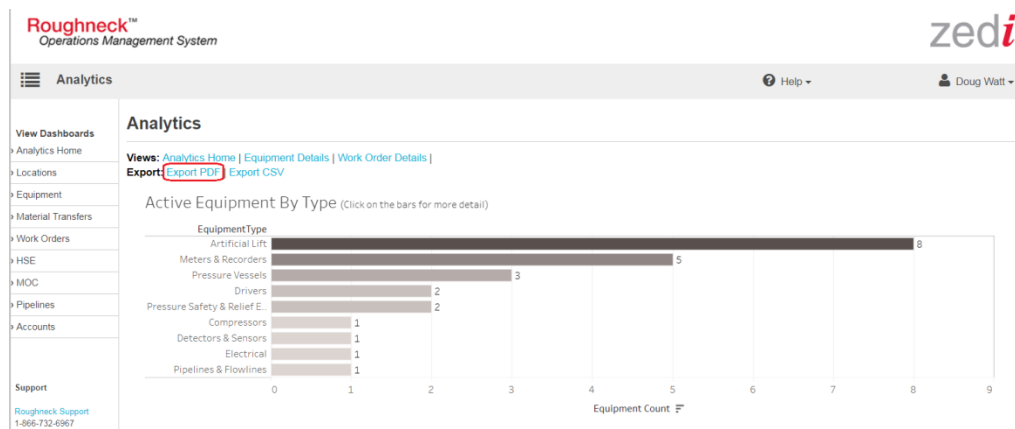 Roughneck™
Operations Management System
zedi
Analytics
Help
Doug Watt
View Dashboards
› Analytics Home
› Locations
› Equipment
› Material Transfers
› Work Orders
› HSE
› MOC
› Pipelines
› Accounts
Support
Roughneck Support
1-866-732-6967
Analytics
Views: Analytics Home | Equipment Details | Work Order Details |
Export: Export PDF | Export CSV
Active Equipment By Type (Click on the bars for more detail)
EquipmentType
Artificial Lift 8
Meters & Recorders 5
Pressure Vessels 3
Drivers 2
Pressure Safety & Relief E... 2
Compressors 1
Detectors & Sensors 1
Electrical 1
Pipelines & Flowlines 1
0 1 2 3 4 5 6 7 8 9
Equipment Count